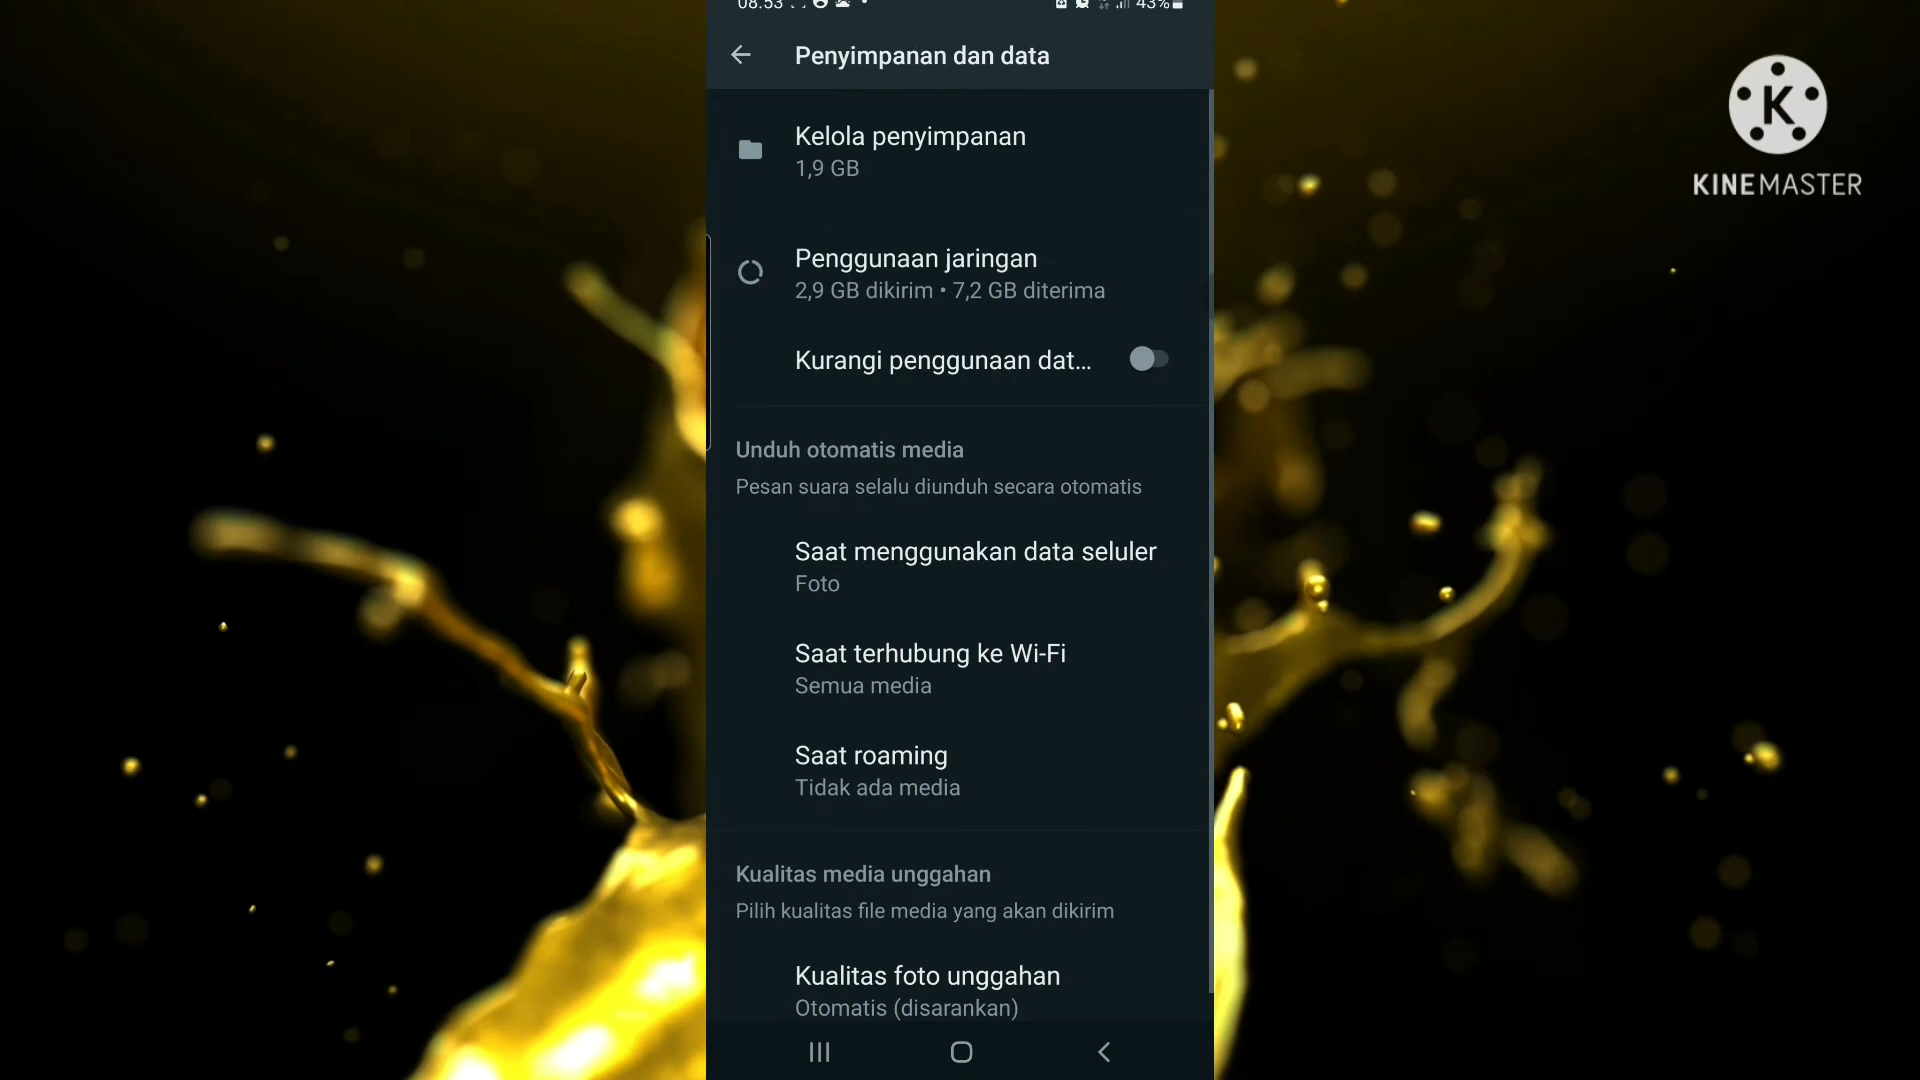 08.53
43%
Penyimpanan dan data
Kelola penyimpanan
1,9 GB
Penggunaan jaringan
2,9 GB dikirim • 7,2 GB diterima
Kurangi penggunaan dat...
Unduh otomatis media
Pesan suara selalu diunduh secara otomatis
Saat menggunakan data seluler
Foto
Saat terhubung ke Wi-Fi
Semua media
Saat roaming
Tidak ada media
Kualitas media unggahan
Pilih kualitas file media yang akan dikirim
Kualitas foto unggahan
Otomatis (disarankan)
K
KINEMASTER